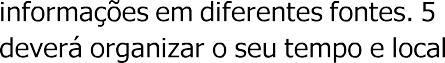 informações em diferentes fontes. 5
deverá organizar o seu tempo e local